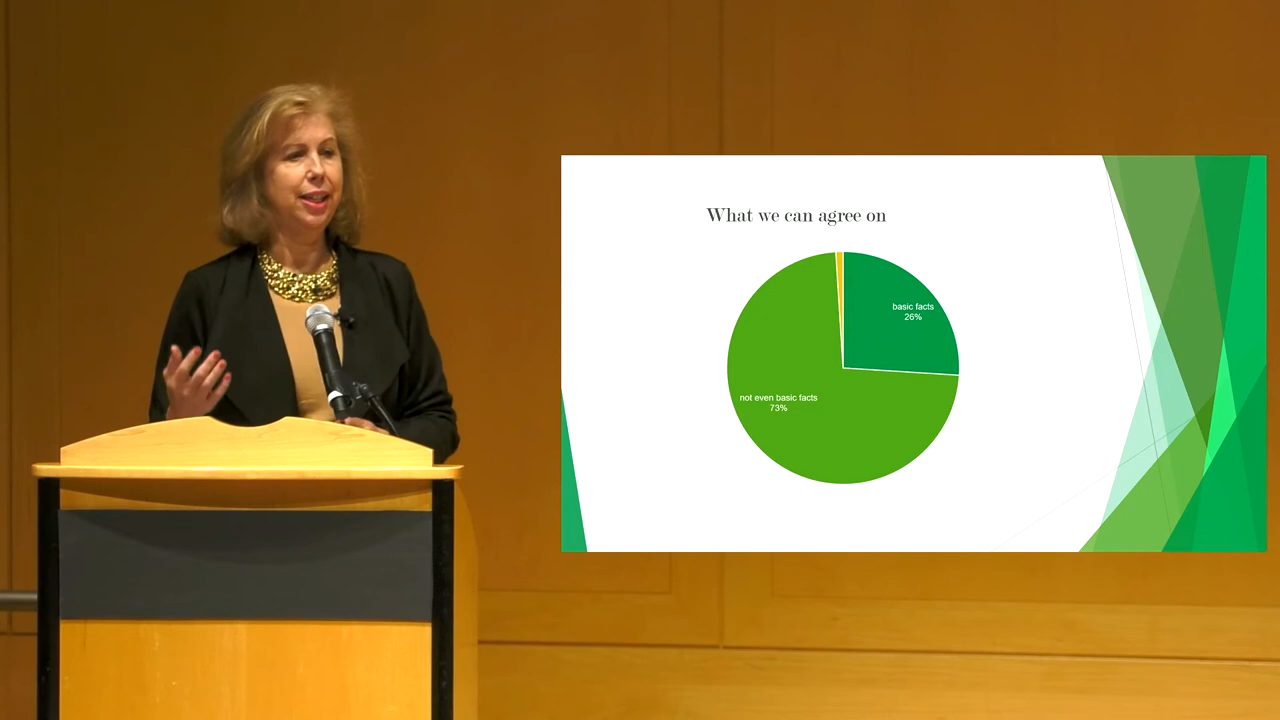 What we can agree on
basic facts
26%
not even basic facts
73%